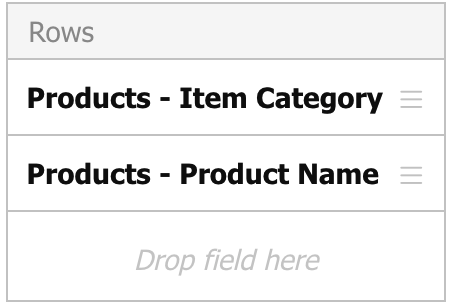 Rows
Products - Item Category
Products - Product Name
Drop field here